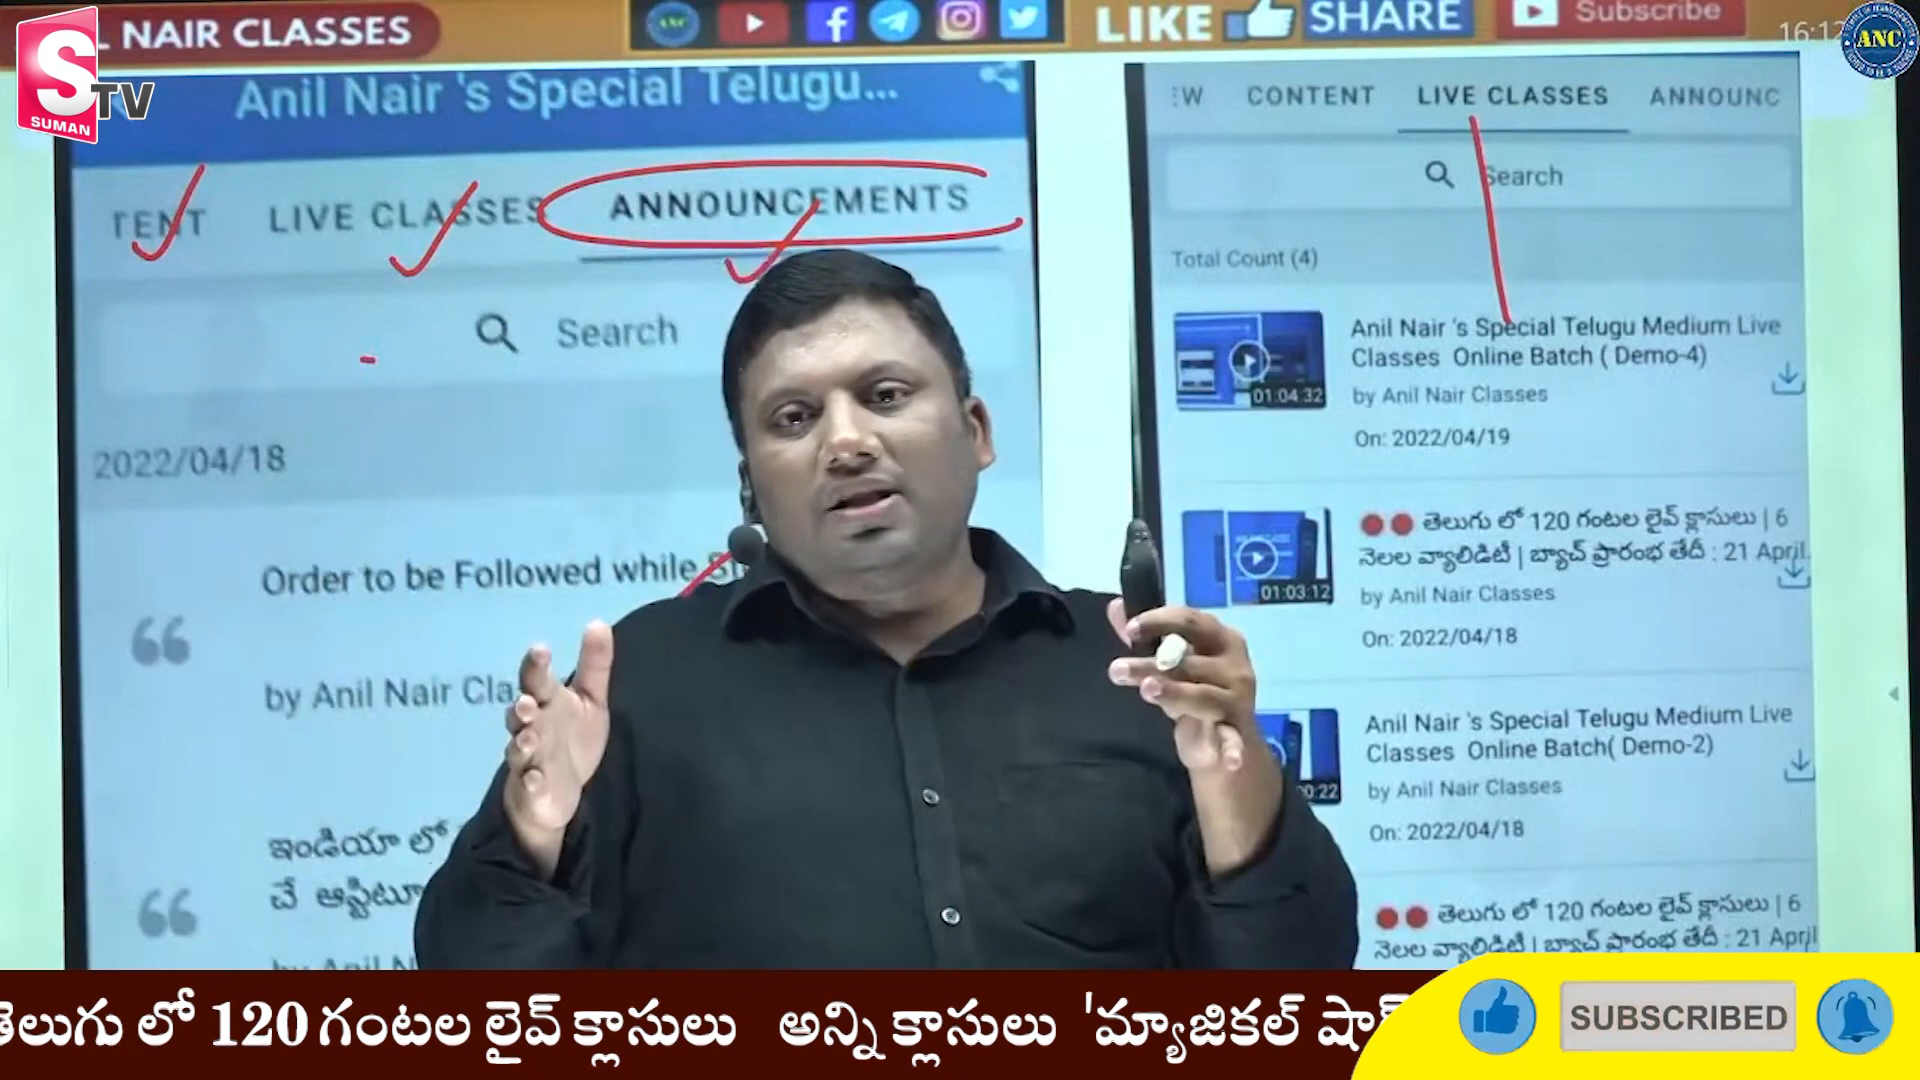 L NAIR CLASSES
ANC
LIKE
SHARE
Subscribe
ANC
S
TV
SUMAN
Anil Nair 's Special Telugu...
TENT LIVE CLASSES ANNOUNCEMENTS
Search
2022/04/18
Order to be Followed while
by Anil Nair Cla
ఇండియా లో
చే
CONTENT LIVE CLASSES ANNOUNC
Search
Total Count (4)
01:04:32
Anil Nair 's Special Telugu Medium Live
Classes Online Batch ( Demo-4)
by Anil Nair Classes
On: 2022/04/19
తెలుగు లో 120 గంటల లైవ్ క్లాసులు | 6
నెలల వ్యాలిడిటీ | బ్యాచ్ ప్రారంభ తేదీ : 21 April
01:03:12
by Anil Nair Classes
On: 2022/04/18
Anil Nair 's Special Telugu Medium Live
Classes Online Batch( Demo-2)
0:22
by Anil Nair Classes
On: 2022/04/18
తెలుగు లో 120 గంటల లైవ్ క్లాసులు | 6
నెలల వ్యాలిడిటీ | బ్యాచ్ ప్రారంభ తేదీ : 21 April
తెలుగు లో 120 గంటల లైవ్ క్లాసులు అన్ని క్లాసులు 'మ్యాజికల్
SUBSCRIBED